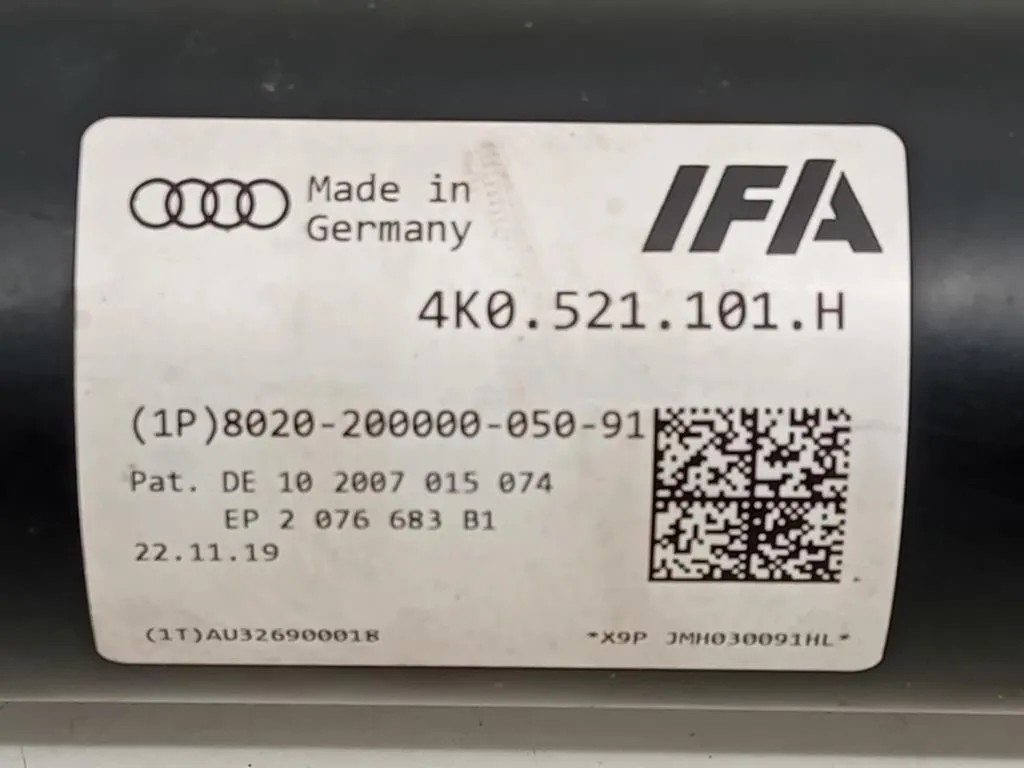 Made in
Germany
IFA
4K0.521.101.H
(1P)8020-200000-050-91
Pat. DE 10 2007 015 074
EP 2 076 683 B1
22.11.19
(1T)AU326900018
*X9P JMH030091HL*